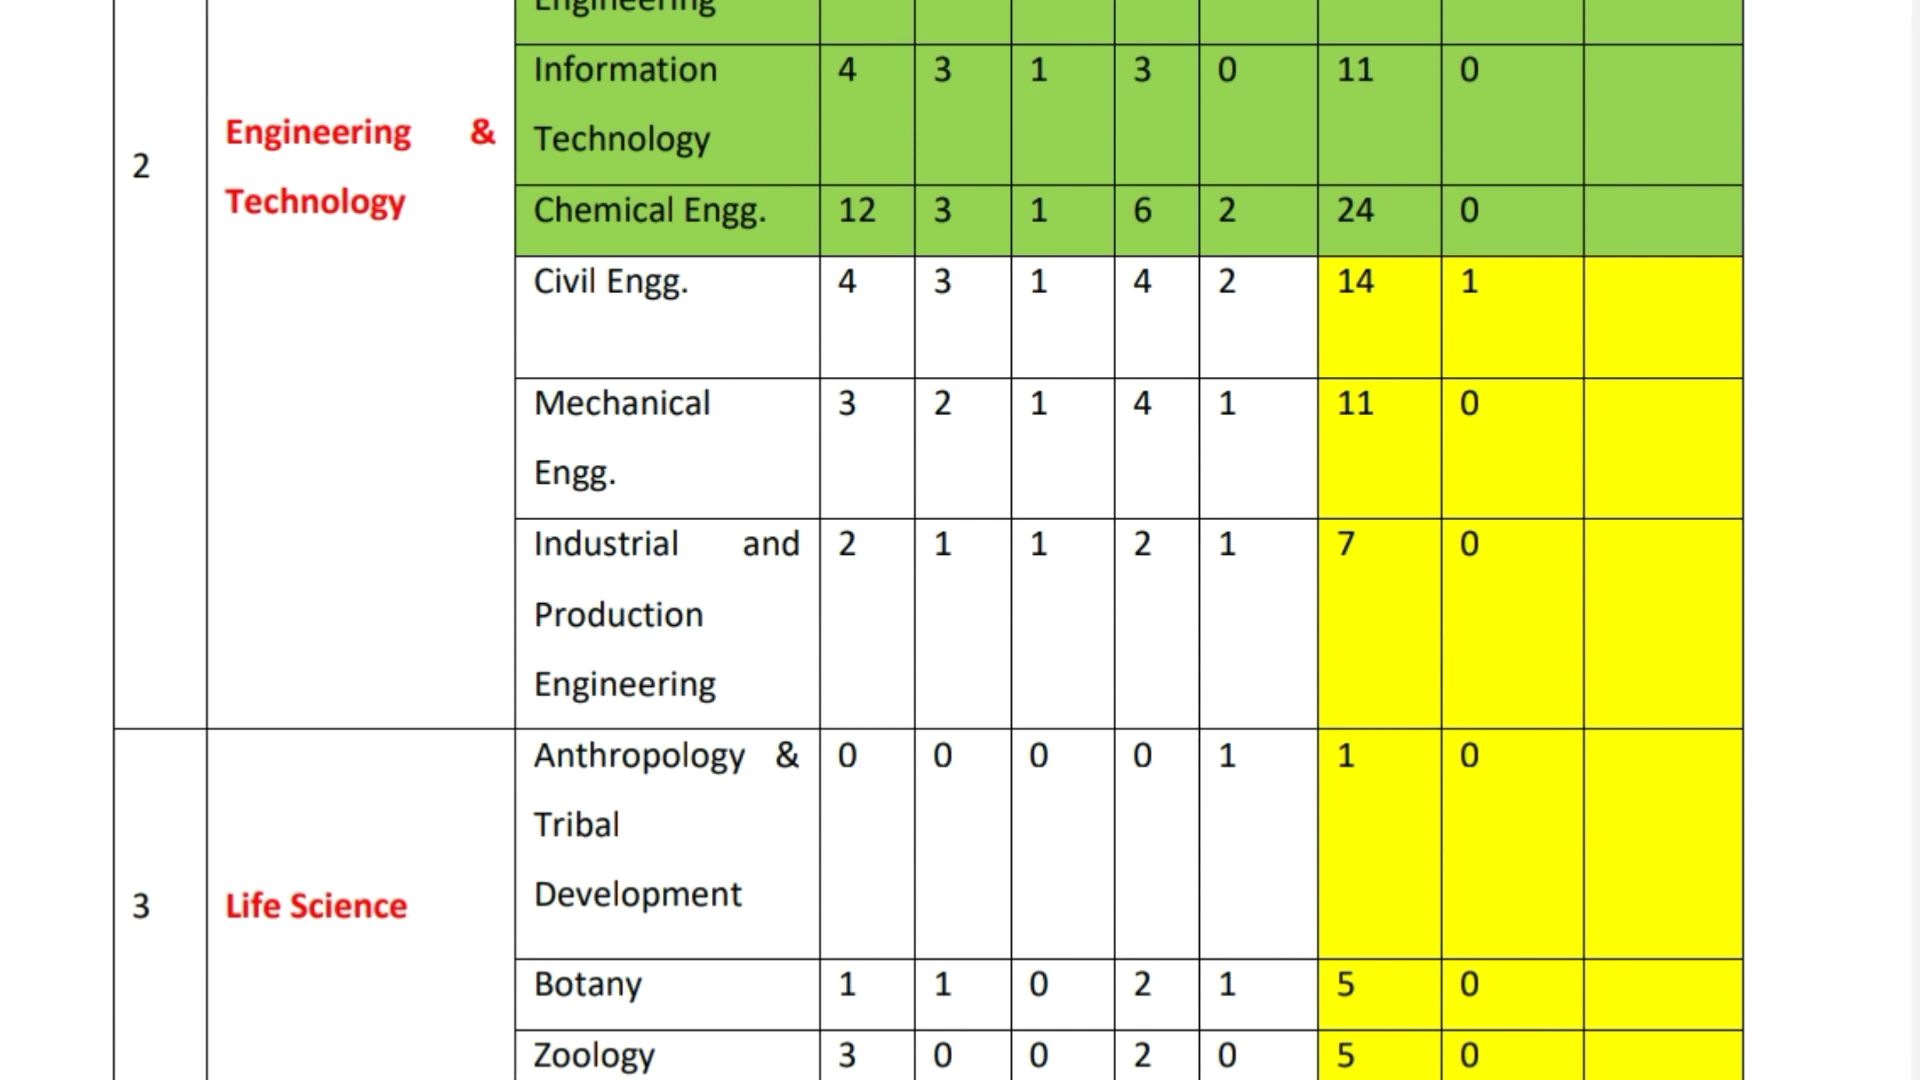 Engineering
Information 4 3 1 3 0 11 0
Technology
Engineering &
2
Technology
Chemical Engg. 12 3 1 6 2 24 0
Civil Engg. 4 3 1 4 2 14 1
Mechanical 3 2 1 4 1 11 0
Engg.
Industrial and 2 1 1 2 1 7 0
Production
Engineering
Anthropology & 0 0 0 0 1 1 0
Tribal
Development
3 Life Science
Botany 1 1 0 2 1 5 0
Zoology 3 0 0 2 0 5 0